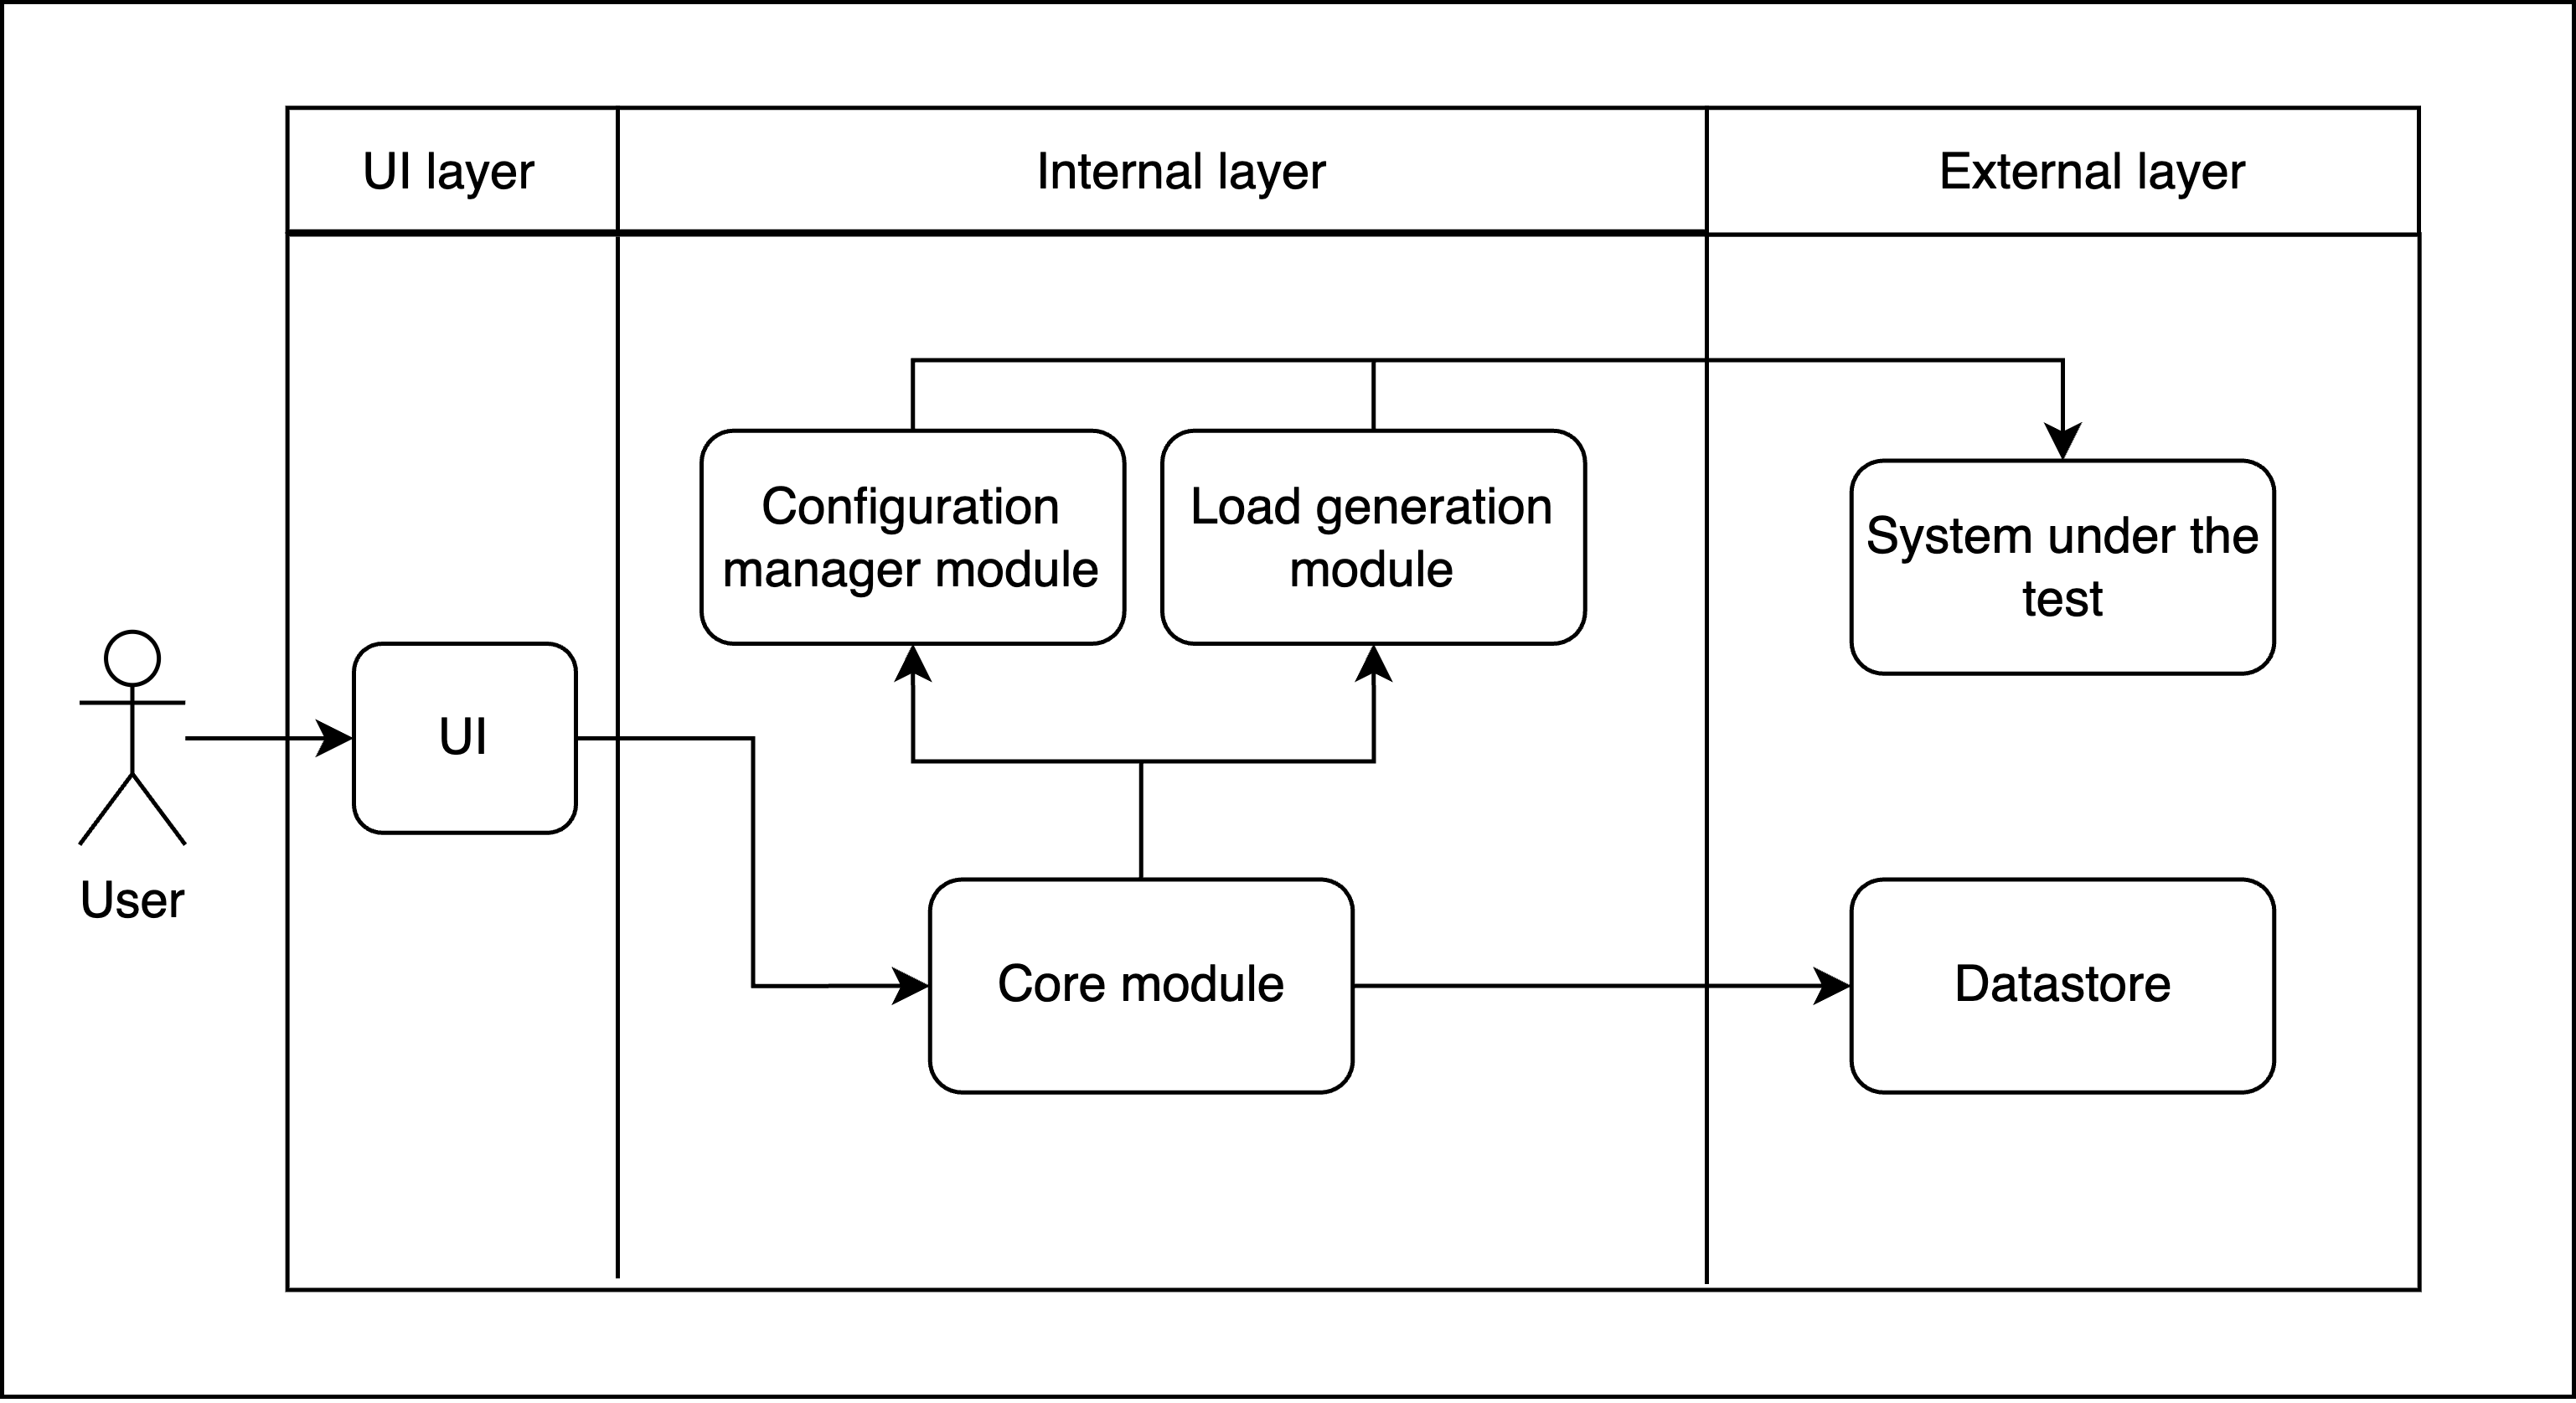 UI layer
Internal layer
External layer
Configuration
manager module
Load generation
module
System under the
test
UI
User
Core module
Datastore